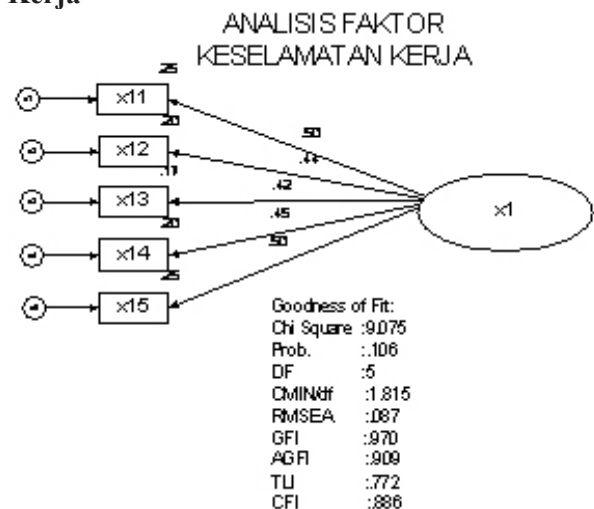 Kerja
ANALISIS FAKTOR
KESELAMATAN KERJA
.25
x11
.50
.20
x12
.44
x13
.42
.20
x14
.45
.50
.25
x15
x1
Goodness of Fit:
Chi Square :9.075
Prob. :.106
DF :5
CMIN/df :1.815
RMSEA :.087
GFI :.970
AGFI :.909
TLI :.772
CFI :.886